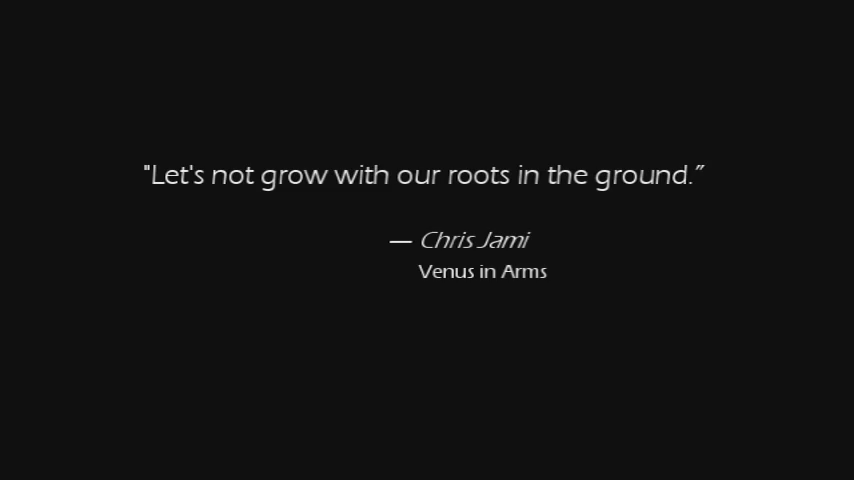 "Let's not grow with our roots in the ground.”
— Chris Jami
Venus in Arms